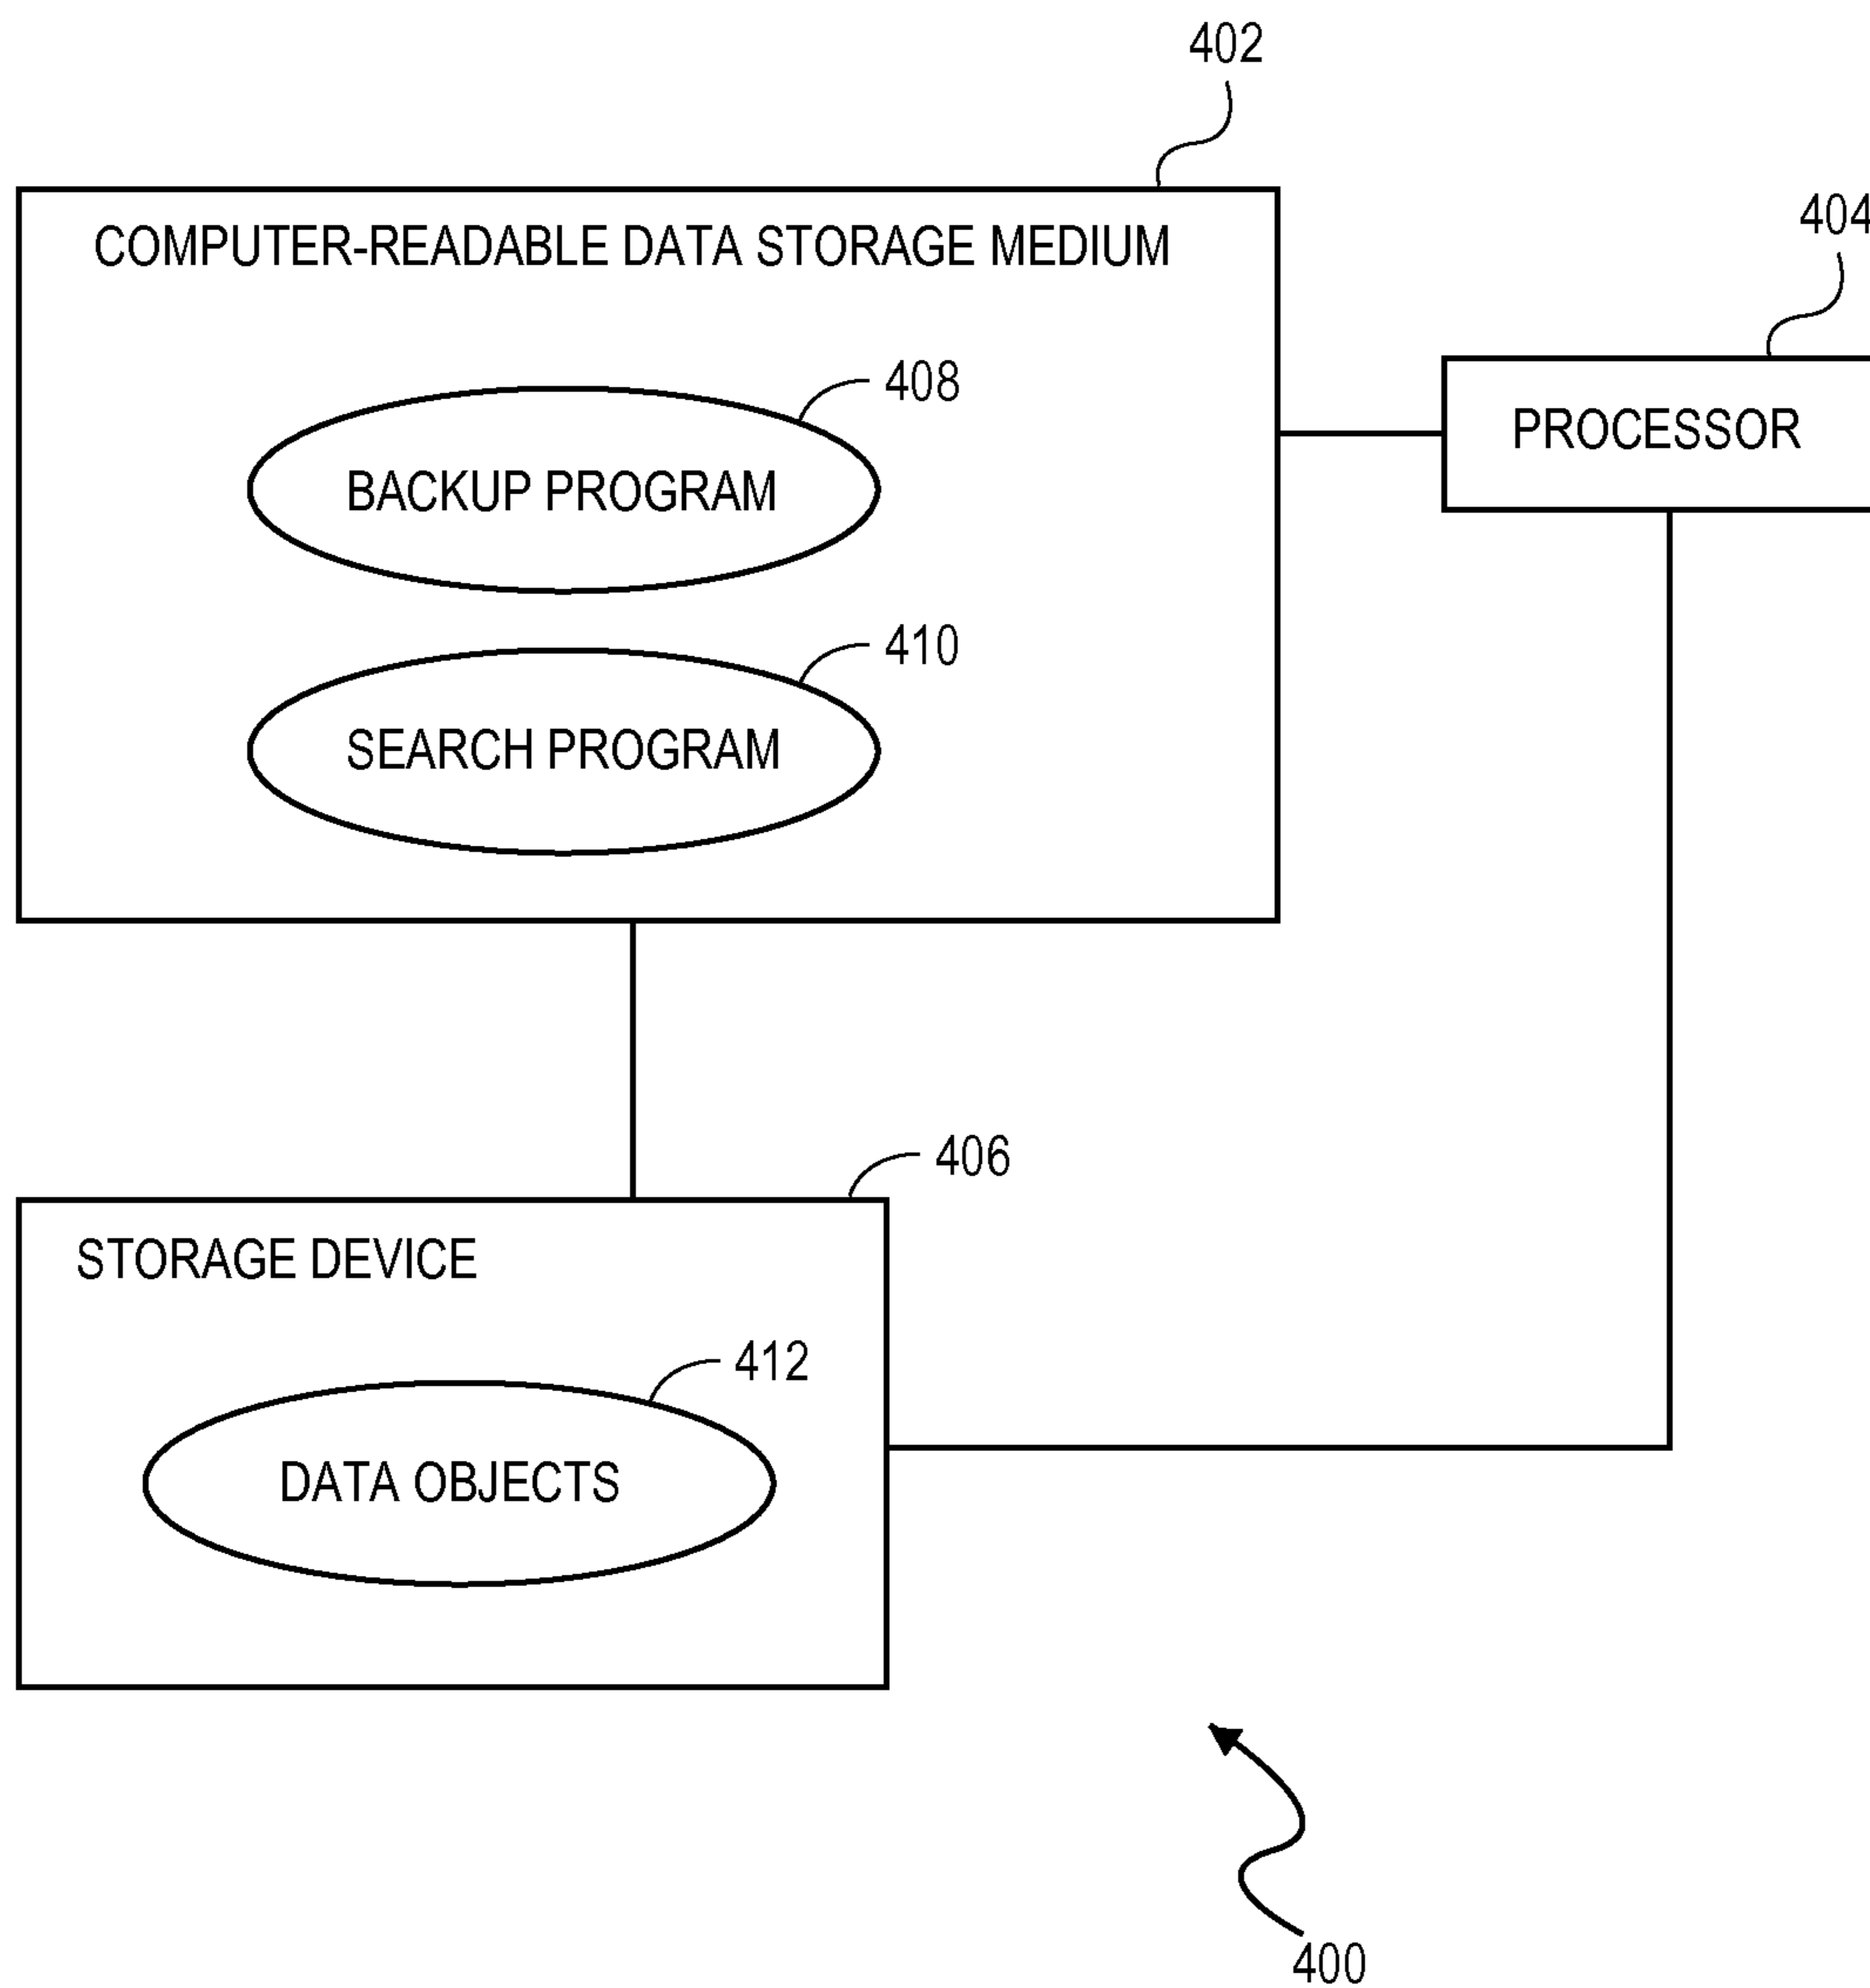 402
404
COMPUTER-READABLE DATA STORAGE MEDIUM
408
PROCESSOR
BACKUP PROGRAM
410
SEARCH PROGRAM
406
STORAGE DEVICE
412
DATA OBJECTS
400